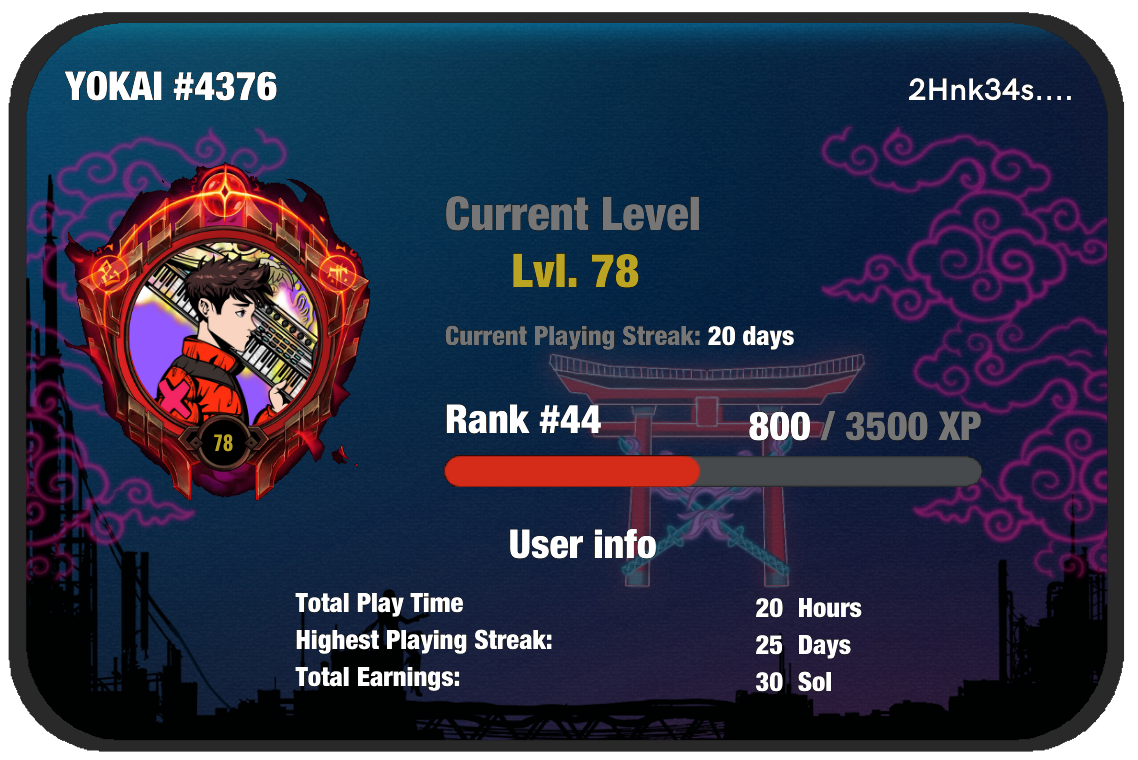 YOKAI #4376
2Hnk34s....
Current Level
Lvl. 78
Current Playing Streak: 20 days
78
Rank #44
800 / 3500 XP
User info
Total Play Time 20 Hours
Highest Playing Streak: 25 Days
Total Earnings: 30 Sol